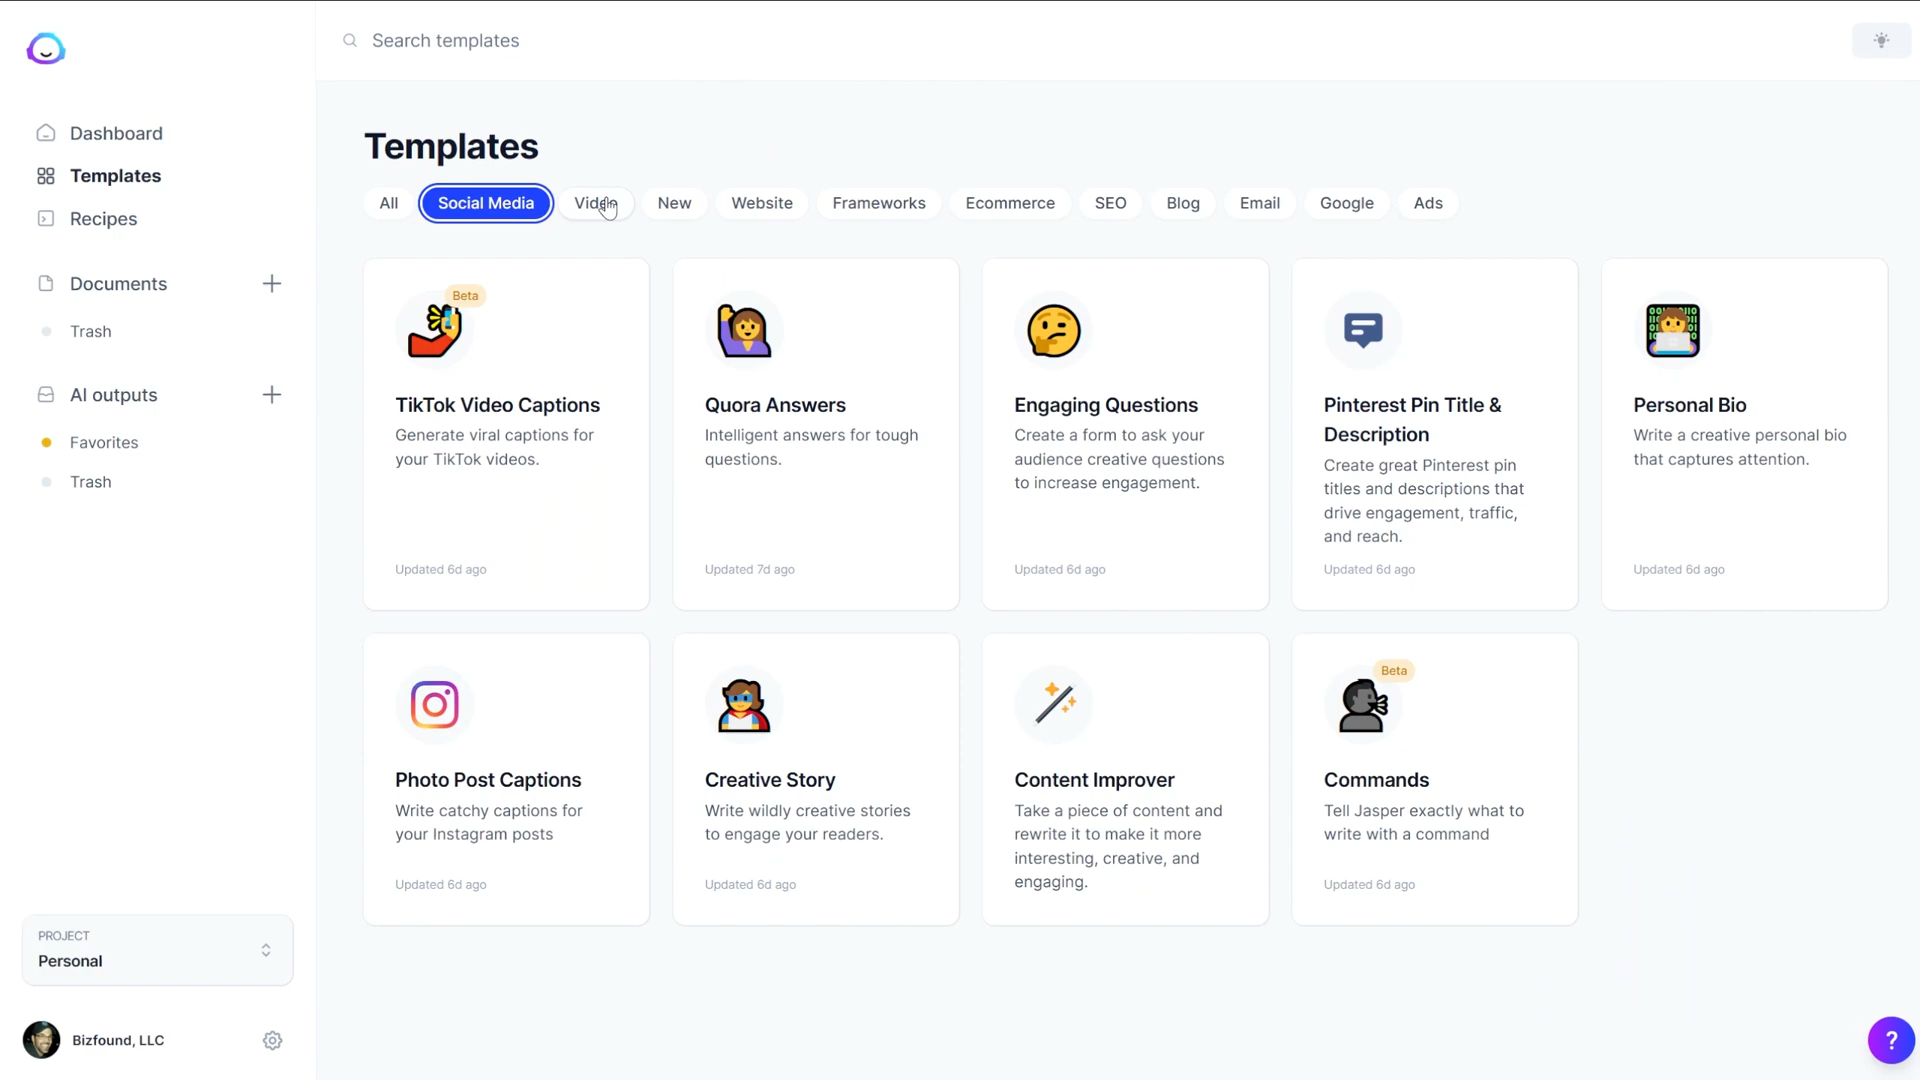 Search templates
Dashboard
Templates
Recipes
Documents
Trash
AI outputs
Favorites
Trash
PROJECT
Personal
Bizfound, LLC
Templates
All
Social Media
Video
New
Website
Frameworks
Ecommerce
SEO
Blog
Email
Google
Ads
Beta
TikTok Video Captions
Generate viral captions for
your TikTok videos.
Updated 6d ago
Quora Answers
Intelligent answers for tough
questions.
Updated 7d ago
Engaging Questions
Create a form to ask your
audience creative questions
to increase engagement.
Updated 6d ago
Pinterest Pin Title &
Description
Create great Pinterest pin
titles and descriptions that
drive engagement, traffic,
and reach.
Updated 6d ago
Personal Bio
Write a creative personal bio
that captures attention.
Updated 6d ago
Photo Post Captions
Write catchy captions for
your Instagram posts
Updated 6d ago
Creative Story
Write wildly creative stories
to engage your readers.
Updated 6d ago
Content Improver
Take a piece of content and
rewrite it to make it more
interesting, creative, and
engaging.
Beta
Commands
Tell Jasper exactly what to
write with a command
Updated 6d ago
?